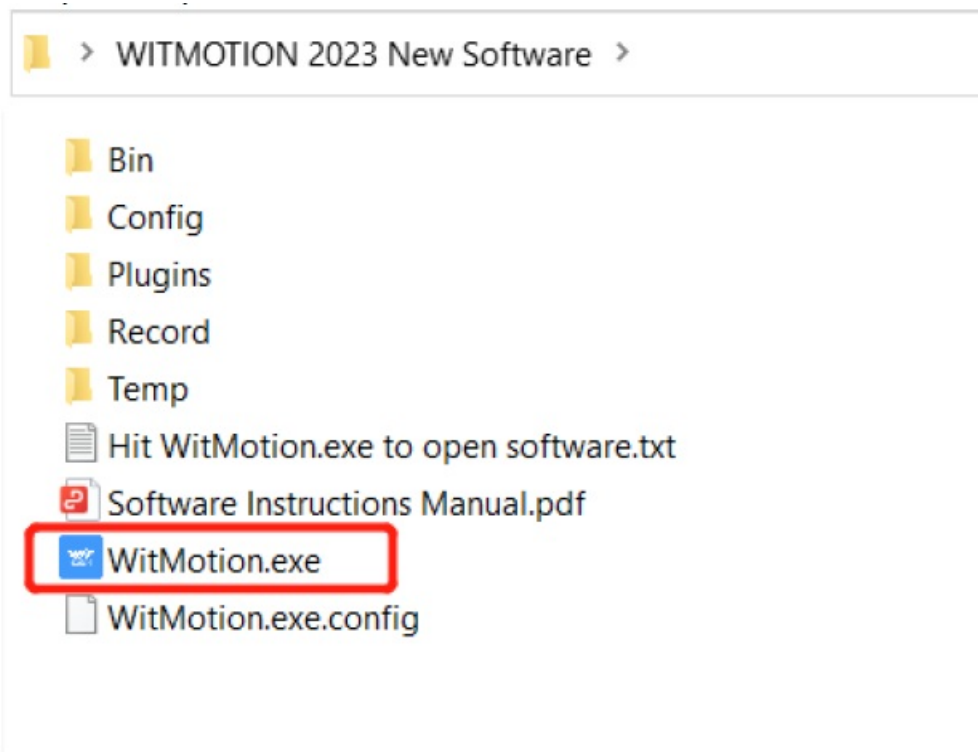 WITMOTION 2023 New Software
Bin
Config
Plugins
Record
Temp
Hit WitMotion.exe to open software.txt
Software Instructions Manual.pdf
WitMotion.exe
WitMotion.exe.config